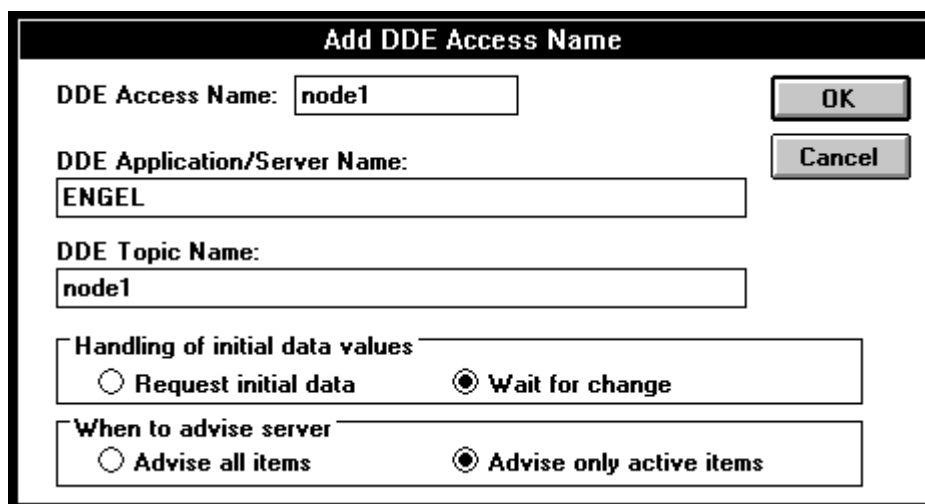 Add DDE Access Name
DDE Access Name: node1
OK
DDE Application/Server Name:
Cancel
ENGEL
DDE Topic Name:
node1
Handling of initial data values
Request initial data Wait for change
When to advise server
Advise all items Advise only active items